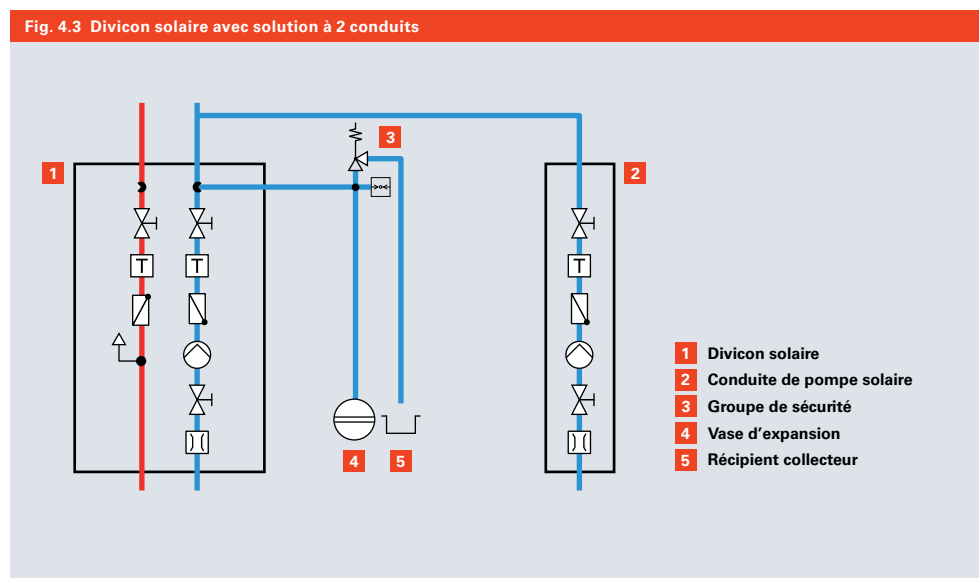 Fig. 4.3 Divicon solaire avec solution à 2 conduits
3
1
2
T
T
T
4
5
1 Divicon solaire
2 Conduite de pompe solaire
3 Groupe de sécurité
4 Vase d'expansion
5 Récipient collecteur